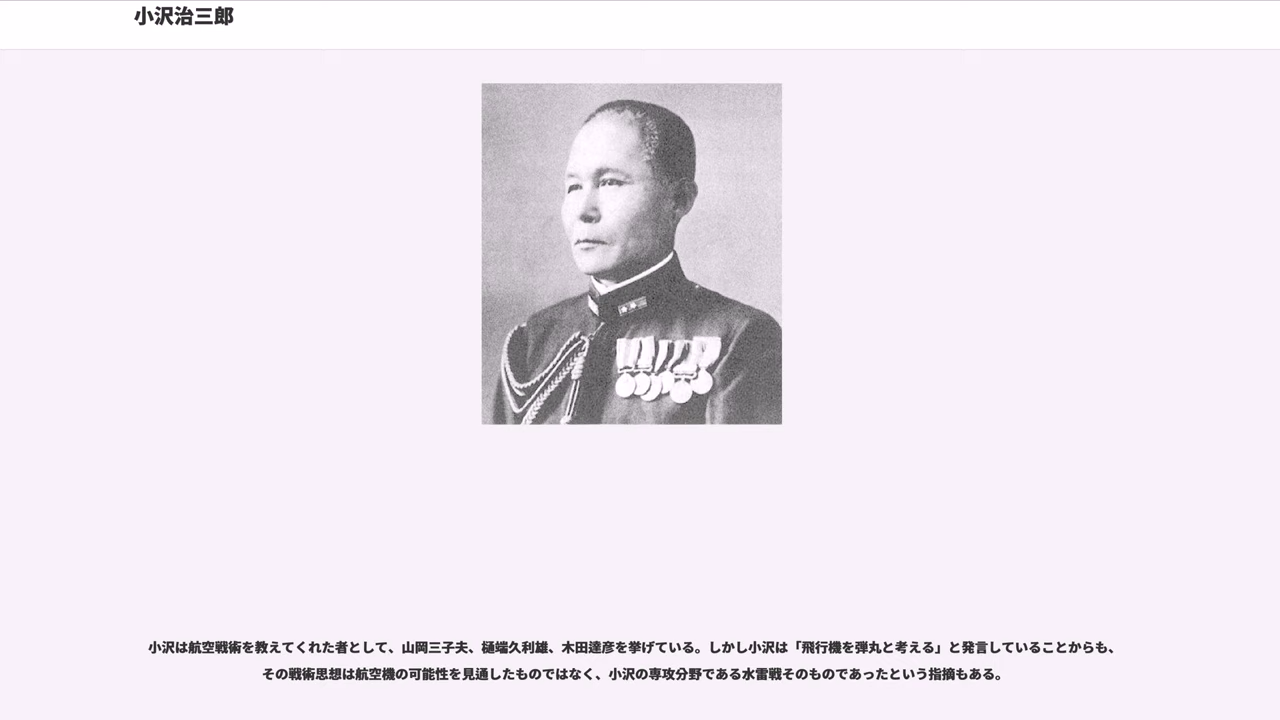 小沢治三郎
小沢は航空戦術を教えてくれた者として、山岡三子夫、樋端久利雄、木田達彦を挙げている。しかし小沢は「飛行機を弾丸と考える」と発言していることからも、
その戦術思想は航空機の可能性を見通したものではなく、小沢の専攻分野である水雷戦そのものであったという指摘もある。